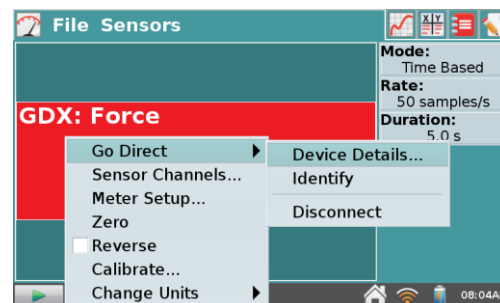 File Sensors
Mode:
Time Based
Rate:
50 samples/s
Duration:
5.0 s
GDX: Force
Go Direct
Sensor Channels...
Meter Setup...
Zero
Reverse
Calibrate...
Change Units
Device Details...
Identify
Disconnect
X Y
08:04A